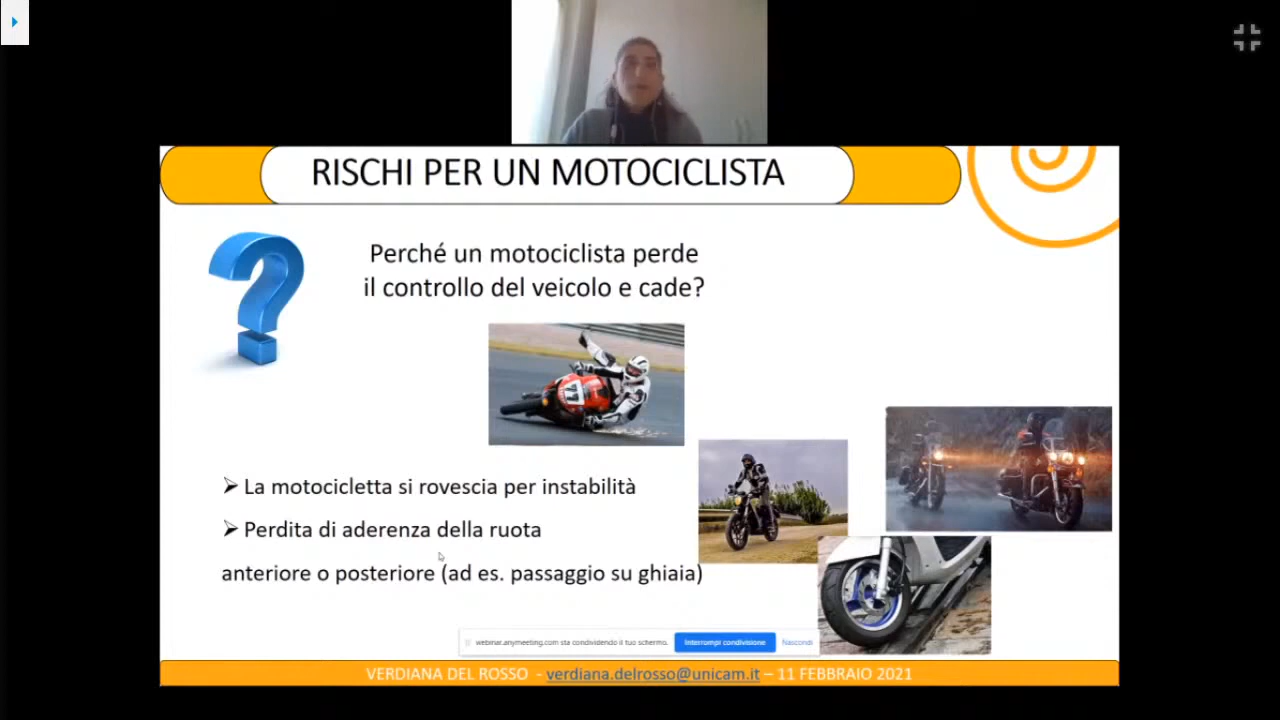 RISCHI PER UN MOTOCICLISTA
Perché un motociclista perde
il controllo del veicolo e cade?
La motocicletta si rovescia per instabilità
Perdita di aderenza della ruota
anteriore o posteriore (ad es. passaggio su ghiaia)
webinar.anymeeting.com sta condividendo il tuo schermo. Interrompi condivisione Nascondi
VERDIANA DEL ROSSO - verdiana.delrosso@unicam.it – 11 FEBBRAIO 2021